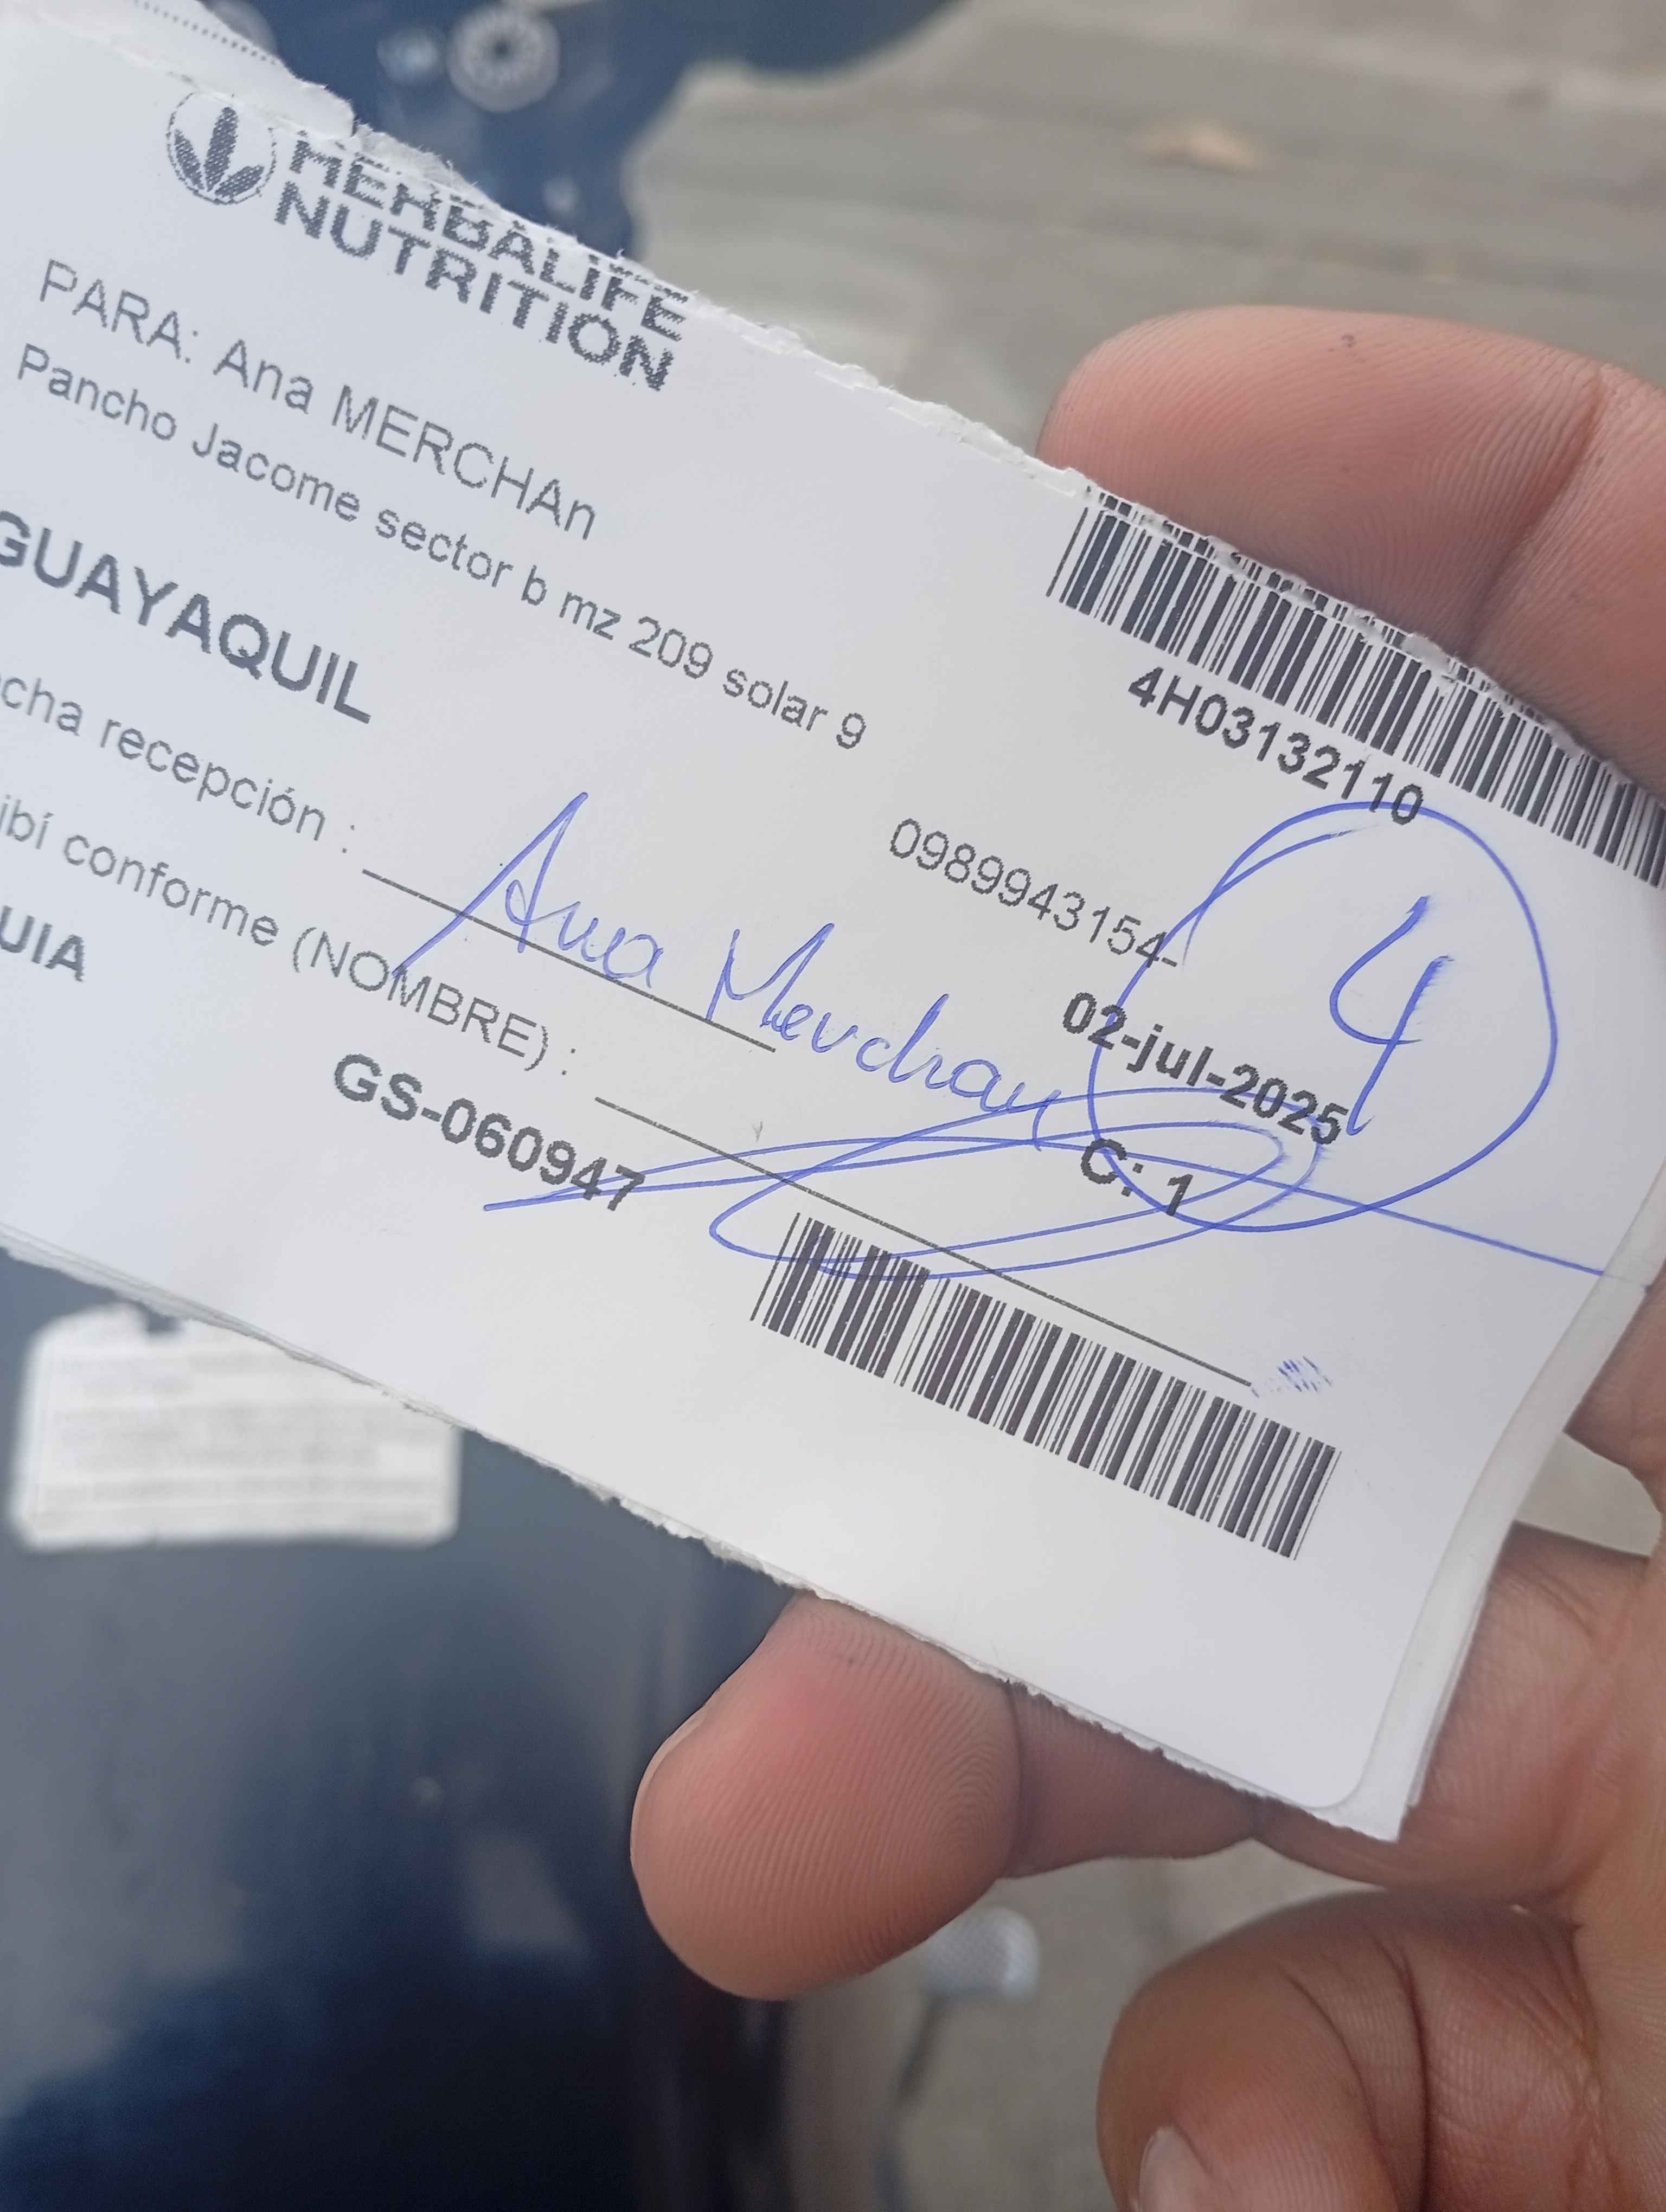 HERBALIFE
NUTRITION
PARA: Ana MERCHAn
Pancho Jacome sector b mz 209 solar 9
GUAYAQUIL
4H03132110
0989943154-
cha recepción :
02-jul-2025
4
ibí conforme (NOMBRE) :
Ana Merchan
C: 1
UIA
GS-060947